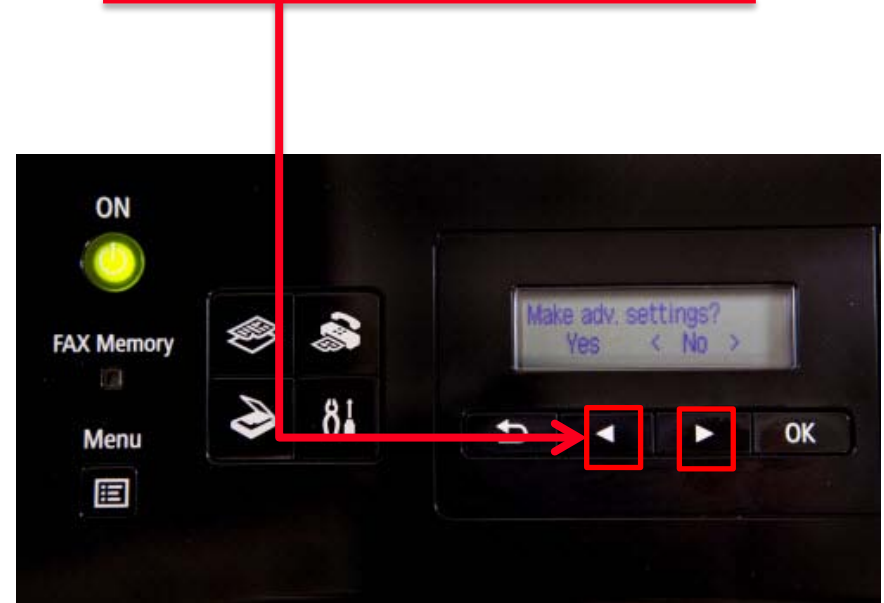 ON
FAX Memory
Menu
Make adv. settings?
Yes < No >
OK